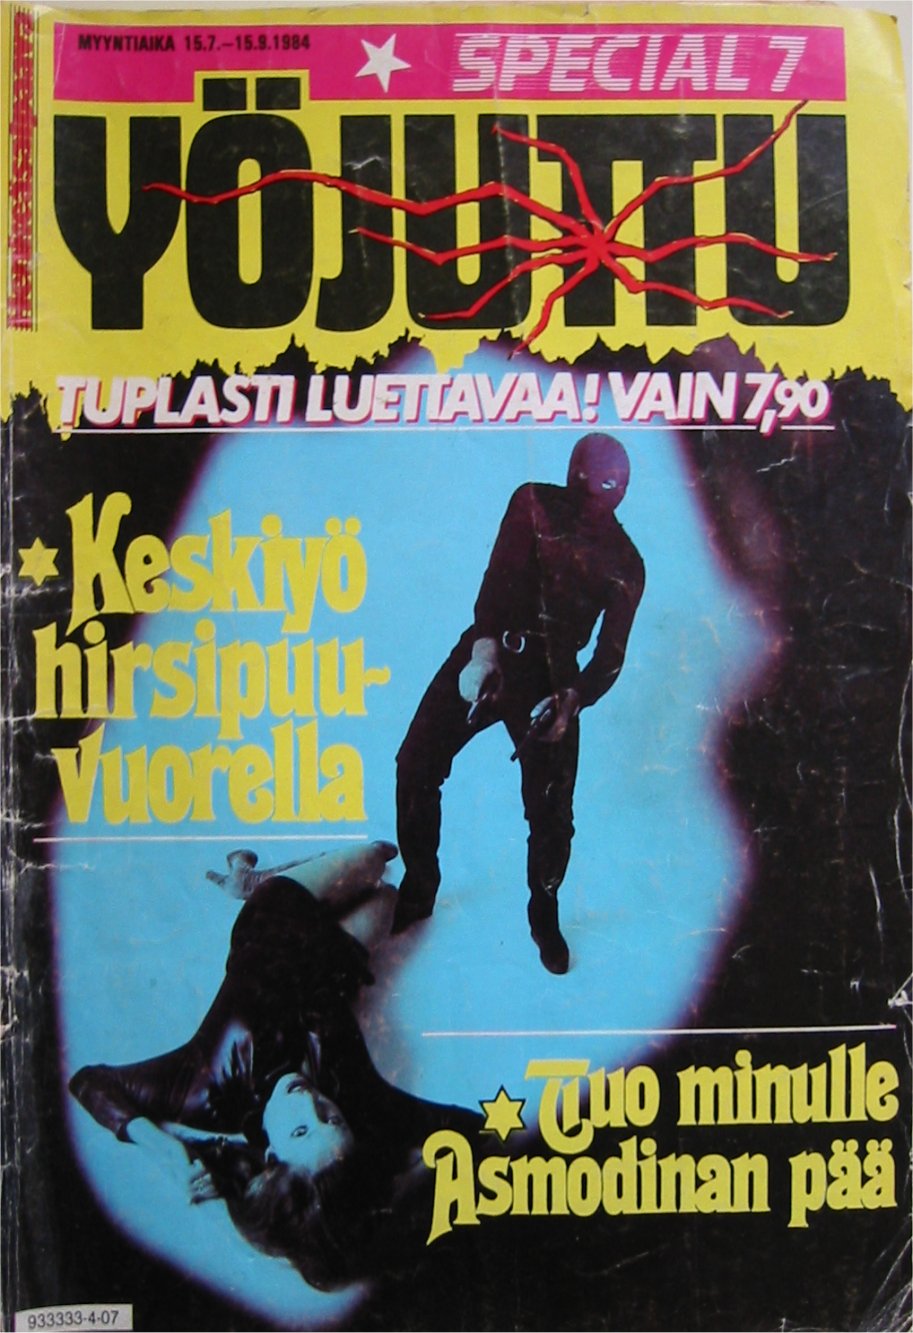 MYYNTIAIKA 15.7.–15.9.1984
SPECIAL 7
YÖJUTTU
TUPLASTI LUETTAVAA! VAIN 7,90
Keskiyö
hirsipuu-
vuorella
Tuo minulle
Asmodinan pää
933333-4-07